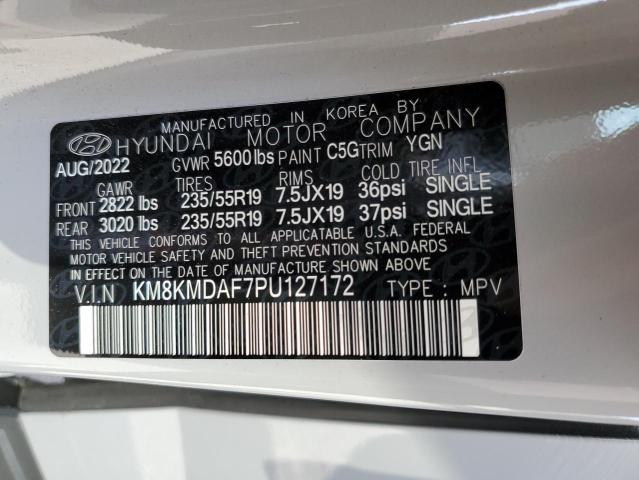 MANUFACTURED IN KOREA BY
HYUNDAI MOTOR COMPANY
AUG/2022 GVWR 5600 lbs PAINT C5G TRIM YGN
GAWR TIRES RIMS COLD TIRE INFL
FRONT 2822 lbs 235/55R19 7.5JX19 36psi SINGLE
REAR 3020 lbs 235/55R19 7.5JX19 37psi SINGLE
THIS VEHICLE CONFORMS TO ALL APPLICATABLE U.S.A. FEDERAL
MOTOR VEHICLE SAFETY AND THEFT PREVENTION STANDARDS
IN EFFECT ON THE DATE OF MANUFACTURE SHOWN ABOVE.
V.I.N KM8KMDAF7PU127172 TYPE : MPV